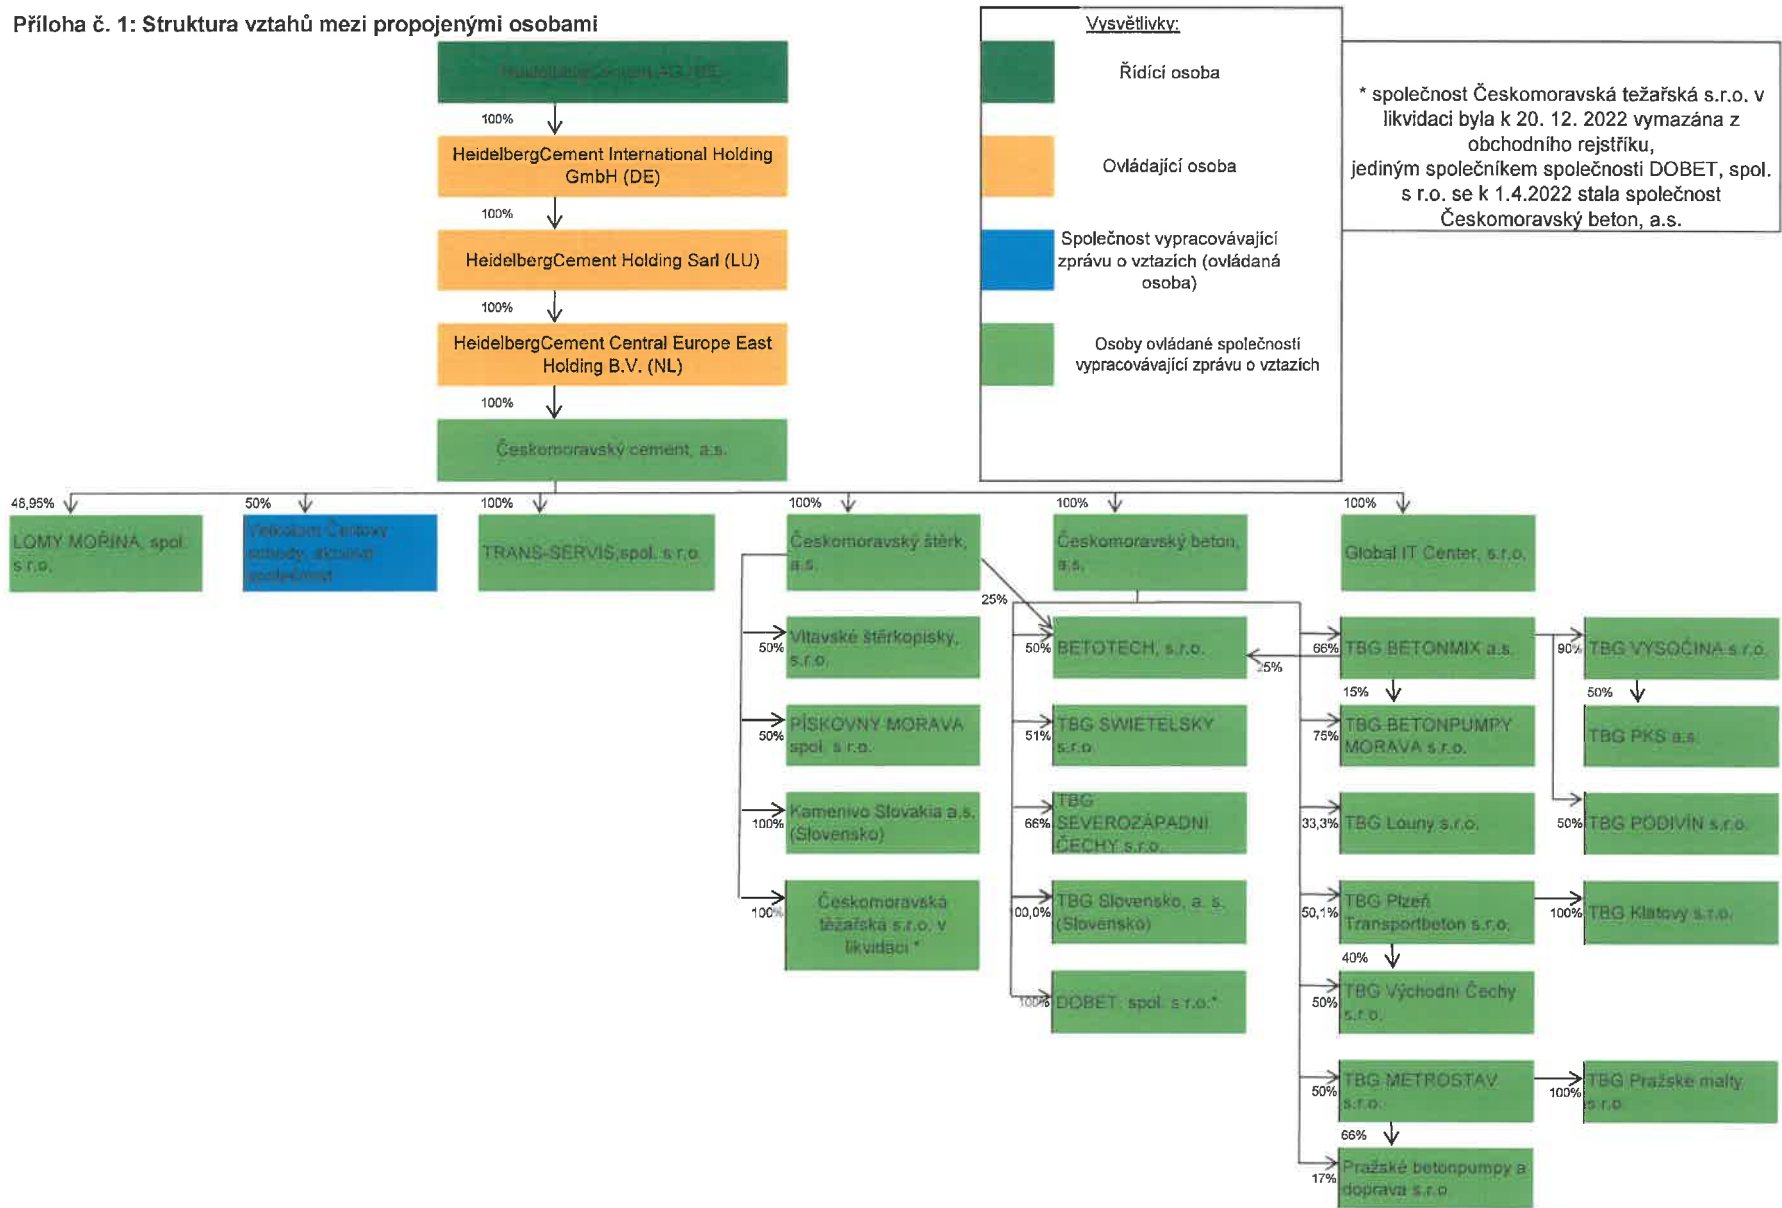 Příloha č. 1: Struktura vztahů mezi propojenými osobami
HeidelbergCement AG (DE)
100%
HeidelbergCement International Holding
GmbH (DE)
100%
HeidelbergCement Holding Sarl (LU)
100%
HeidelbergCement Central Europe East
Holding B.V. (NL)
100%
Českomoravský cement, a.s.
Vysvětlivky:
Řídící osoba
Ovládající osoba
Společnost vypracovávající
zprávu o vztazích (ovládaná
osoba)
Osoby ovládané společností
vypracovávající zprávu o vztazích
* společnost Českomoravská težařská s.r.o. v
likvidaci byla k 20. 12. 2022 vymazána z
obchodního rejstříku,
jediným společníkem společnosti DOBET, spol.
s r.o. se k 1.4.2022 stala společnost
Českomoravský beton, a.s.
48,95%
LOMY MOŘINA, spol.
s r.o.
50%
Velkolom Čertovy
schody, akciová
společnost
100%
TRANS-SERVIS,spol. s r.o.
100%
Českomoravský štěrk,
a.s.
100%
Českomoravský beton,
a.s.
100%
Global IT Center, s.r.o.
50%
Vltavské štěrkopísky,
s.r.o.
50%
PÍSKOVNY MORAVA
spol. s r.o.
100%
Kamenivo Slovakia a.s.
(Slovensko)
100%
Českomoravská
těžařská s.r.o. v
likvidaci *
25%
50%
BETOTECH, s.r.o.
25%
51%
TBG SWIETELSKY
s.r.o.
66%
TBG
SEVEROZÁPADNÍ
ČECHY s.r.o.
100,0%
TBG Slovensko, a. s.
(Slovensko)
100%
DOBET, spol. s r.o.*
66%
TBG BETONMIX a.s.
15%
75%
TBG BETONPUMPY
MORAVA s.r.o.
33,3%
TBG Louny s.r.o.
50,1%
TBG Plzeň
Transportbeton s.r.o.
40%
50%
TBG Východní Čechy
s.r.o.
50%
TBG METROSTAV
s.r.o.
66%
17%
Pražské betonpumpy a
doprava s.r.o.
90%
TBG VYSOČINA s.r.o.
50%
TBG PKS a.s.
50%
TBG PODIVÍN s.r.o.
100%
TBG Klatovy s.r.o.
100%
TBG Pražské malty
s.r.o.